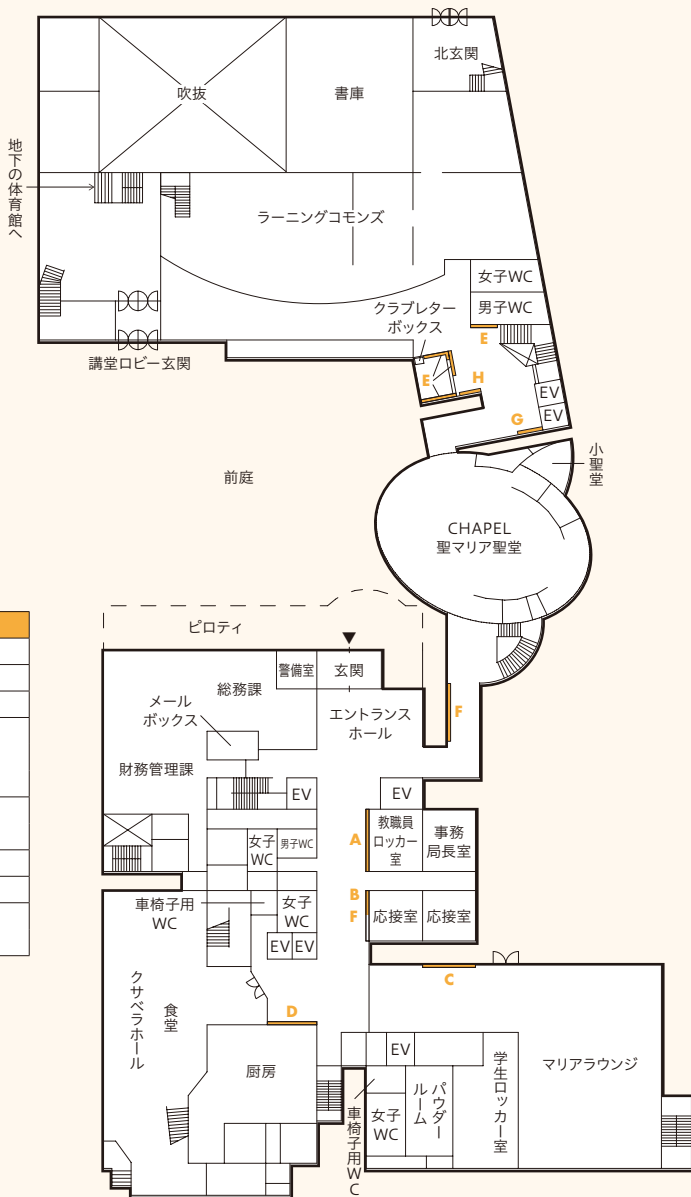 北玄関
吹抜
書庫
地下の体育館へ
ラーニングコモンズ
女子WC
男子WC
クラブレター
ボックス
E
E
H
EV
EV
G
講堂ロビー玄関
前庭
小聖堂
CHAPEL
聖マリア聖堂
ピロティ
警備室
玄関
総務課
メール
ボックス
エントランス
ホール
F
財務管理課
EV
EV
A
教職員
ロッカー
室
事務
局長室
女子
WC
男子WC
車椅子用
WC
女子
WC
B
F
応接室
応接室
EV
EV
C
クサベラホール
食堂
D
厨房
EV
車椅子用WC
女子
WC
パウダー
ルーム
学生ロッカー室
マリアラウンジ